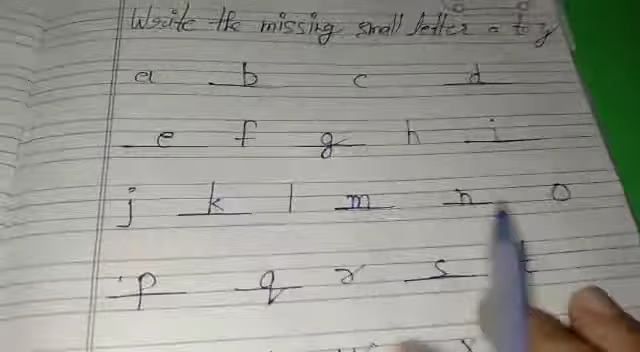 Write the missing small letter a to y
a b c d
e f g h i
j k l m n o
p q r s t